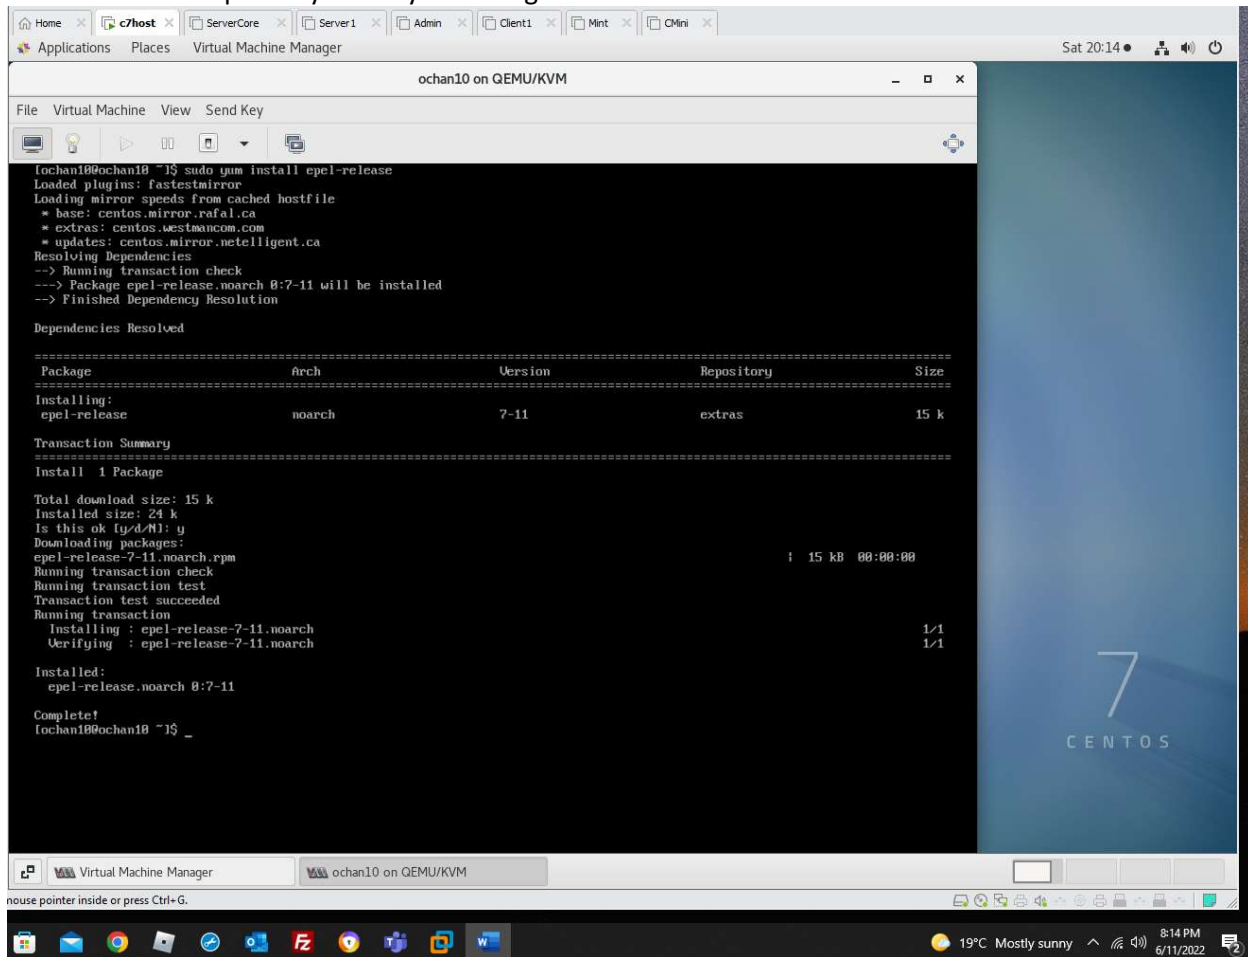 Home
c7host
ServerCore
Server1
Admin
Client1
Mint
CMini
Applications Places Virtual Machine Manager Sat 20:14
ochan10 on QEMU/KVM
File Virtual Machine View Send Key
[ochan10@ochan10 ~]$ sudo yum install epel-release
Loaded plugins: fastestmirror
Loading mirror speeds from cached hostfile
* base: centos.mirror.rafal.ca
* extras: centos.westmancom.com
* updates: centos.mirror.netelligent.ca
Resolving Dependencies
--> Running transaction check
---> Package epel-release.noarch 0:7-11 will be installed
--> Finished Dependency Resolution
Dependencies Resolved
Package Arch Version Repository Size
Installing:
epel-release noarch 7-11 extras 15 k
Transaction Summary
Install 1 Package
Total download size: 15 k
Installed size: 24 k
Is this ok [y/d/N]: y
Downloading packages:
epel-release-7-11.noarch.rpm | 15 kB 00:00:00
Running transaction check
Running transaction test
Transaction test succeeded
Running transaction
Installing : epel-release-7-11.noarch 1/1
Verifying : epel-release-7-11.noarch 1/1
Installed:
epel-release.noarch 0:7-11
Complete!
[ochan10@ochan10 ~]$ _
7
CENTOS
Virtual Machine Manager
ochan10 on QEMU/KVM
mouse pointer inside or press Ctrl+G.
19°C Mostly sunny
8:14 PM
6/11/2022
2